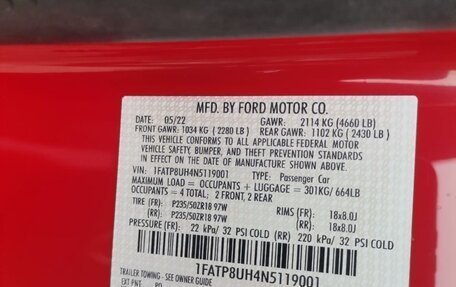 MFD. BY FORD MOTOR CO.
DATE: 05/22 GAWR: 2114 KG (4660 LB)
FRONT GAWR: 1034 KG ( 2280 LB ) REAR GAWR: 1102 KG ( 2430 LB )
THIS VEHICLE CONFORMS TO ALL APPLICABLE FEDERAL MOTOR
VEHICLE SAFETY, BUMPER, AND THEFT PREVENTION STANDARDS
IN EFFECT ON THE DATE OF MANUFACTURE SHOWN ABOVE.
VIN: 1FATP8UH4N5119001 TYPE: Passenger Car
MAXIMUM LOAD = OCCUPANTS + LUGGAGE = 301KG/ 664LB
OCCUPANTS = 4 TOTAL; 2 FRONT, 2 REAR
TIRE (FR): P235/50ZR18 97W RIMS (FR): 18x8.0J
(RR): P235/50ZR18 97W (RR): 18x8.0J
PRESSURE (FR): 22 kPa/ 32 PSI COLD (RR) 220 kPa/ 32 PSI COLD
1FATP8UH4N5119001
TRAILER TOWING - SEE OWNER GUIDE
EXT PNT: